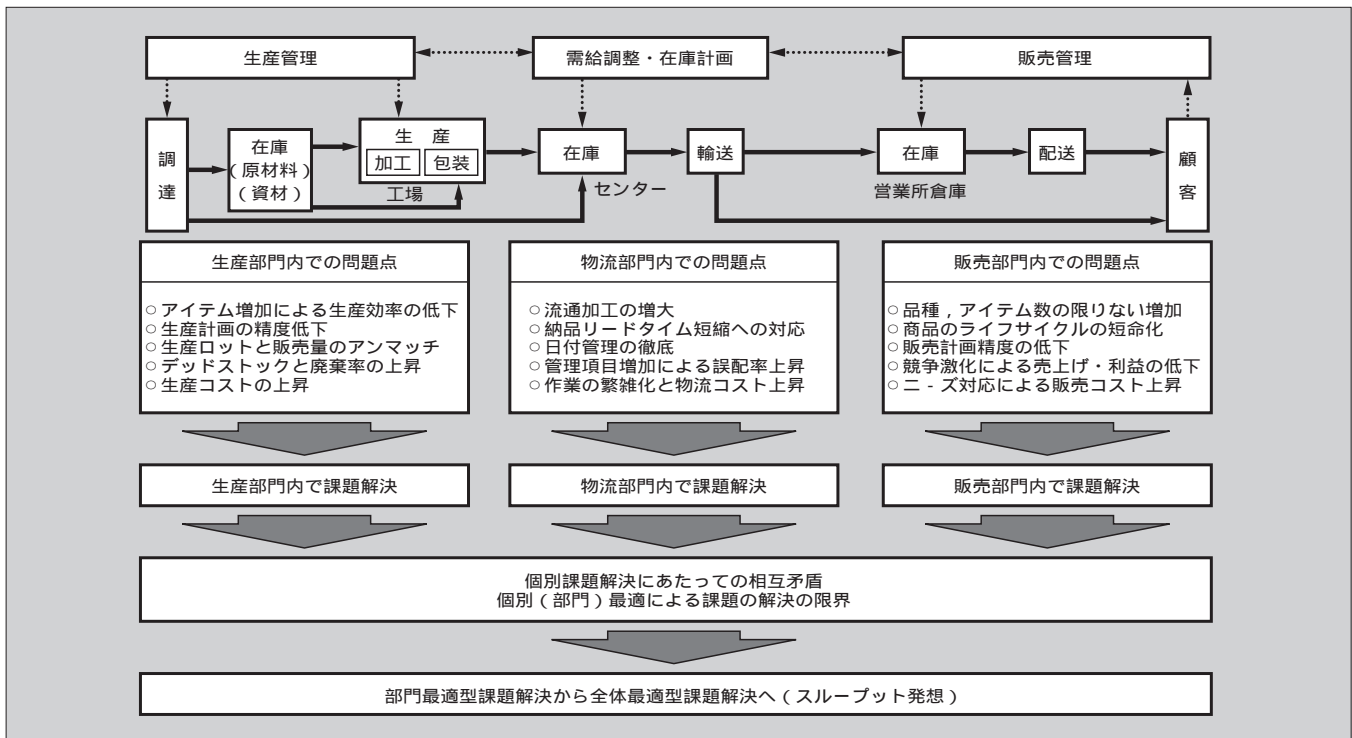 生産管理
需給調整・在庫計画
販売管理
調達
在庫
(原材料)
(資材)
生 産
加工
包装
工場
在庫
センター
輸送
在庫
営業所倉庫
配送
顧客
生産部門内での問題点
○アイテム増加による生産効率の低下
○生産計画の精度低下
○生産ロットと販売量のアンマッチ
○デッドストックと廃棄率の上昇
○生産コストの上昇
物流部門内での問題点
○流通加工の増大
○納品リードタイム短縮への対応
○日付管理の徹底
○管理項目増加による誤配率上昇
○作業の繁雑化と物流コスト上昇
販売部門内での問題点
○品種，アイテム数の限りない増加
○商品のライフサイクルの短命化
○販売計画精度の低下
○競争激化による売上げ・利益の低下
○ニ‐ズ対応による販売コスト上昇
生産部門内で課題解決
物流部門内で課題解決
販売部門内で課題解決
個別課題解決にあたっての相互矛盾
個別（部門）最適による課題の解決の限界
部門最適型課題解決から全体最適型課題解決へ（スループット発想）